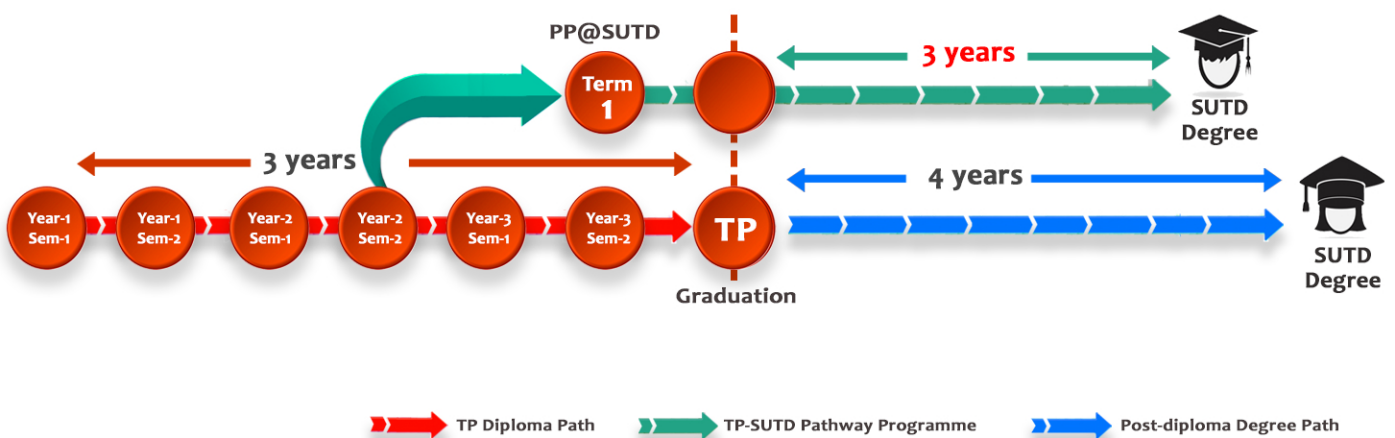 PP@SUTD
Term
1
3 years
SUTD
Degree
3 years
4 years
Year-1
Sem-1
Year-1
Sem-2
Year-2
Sem-1
Year-2
Sem-2
Year-3
Sem-1
Year-3
Sem-2
TP
Graduation
SUTD
Degree
TP Diploma Path
TP-SUTD Pathway Programme
Post-diploma Degree Path